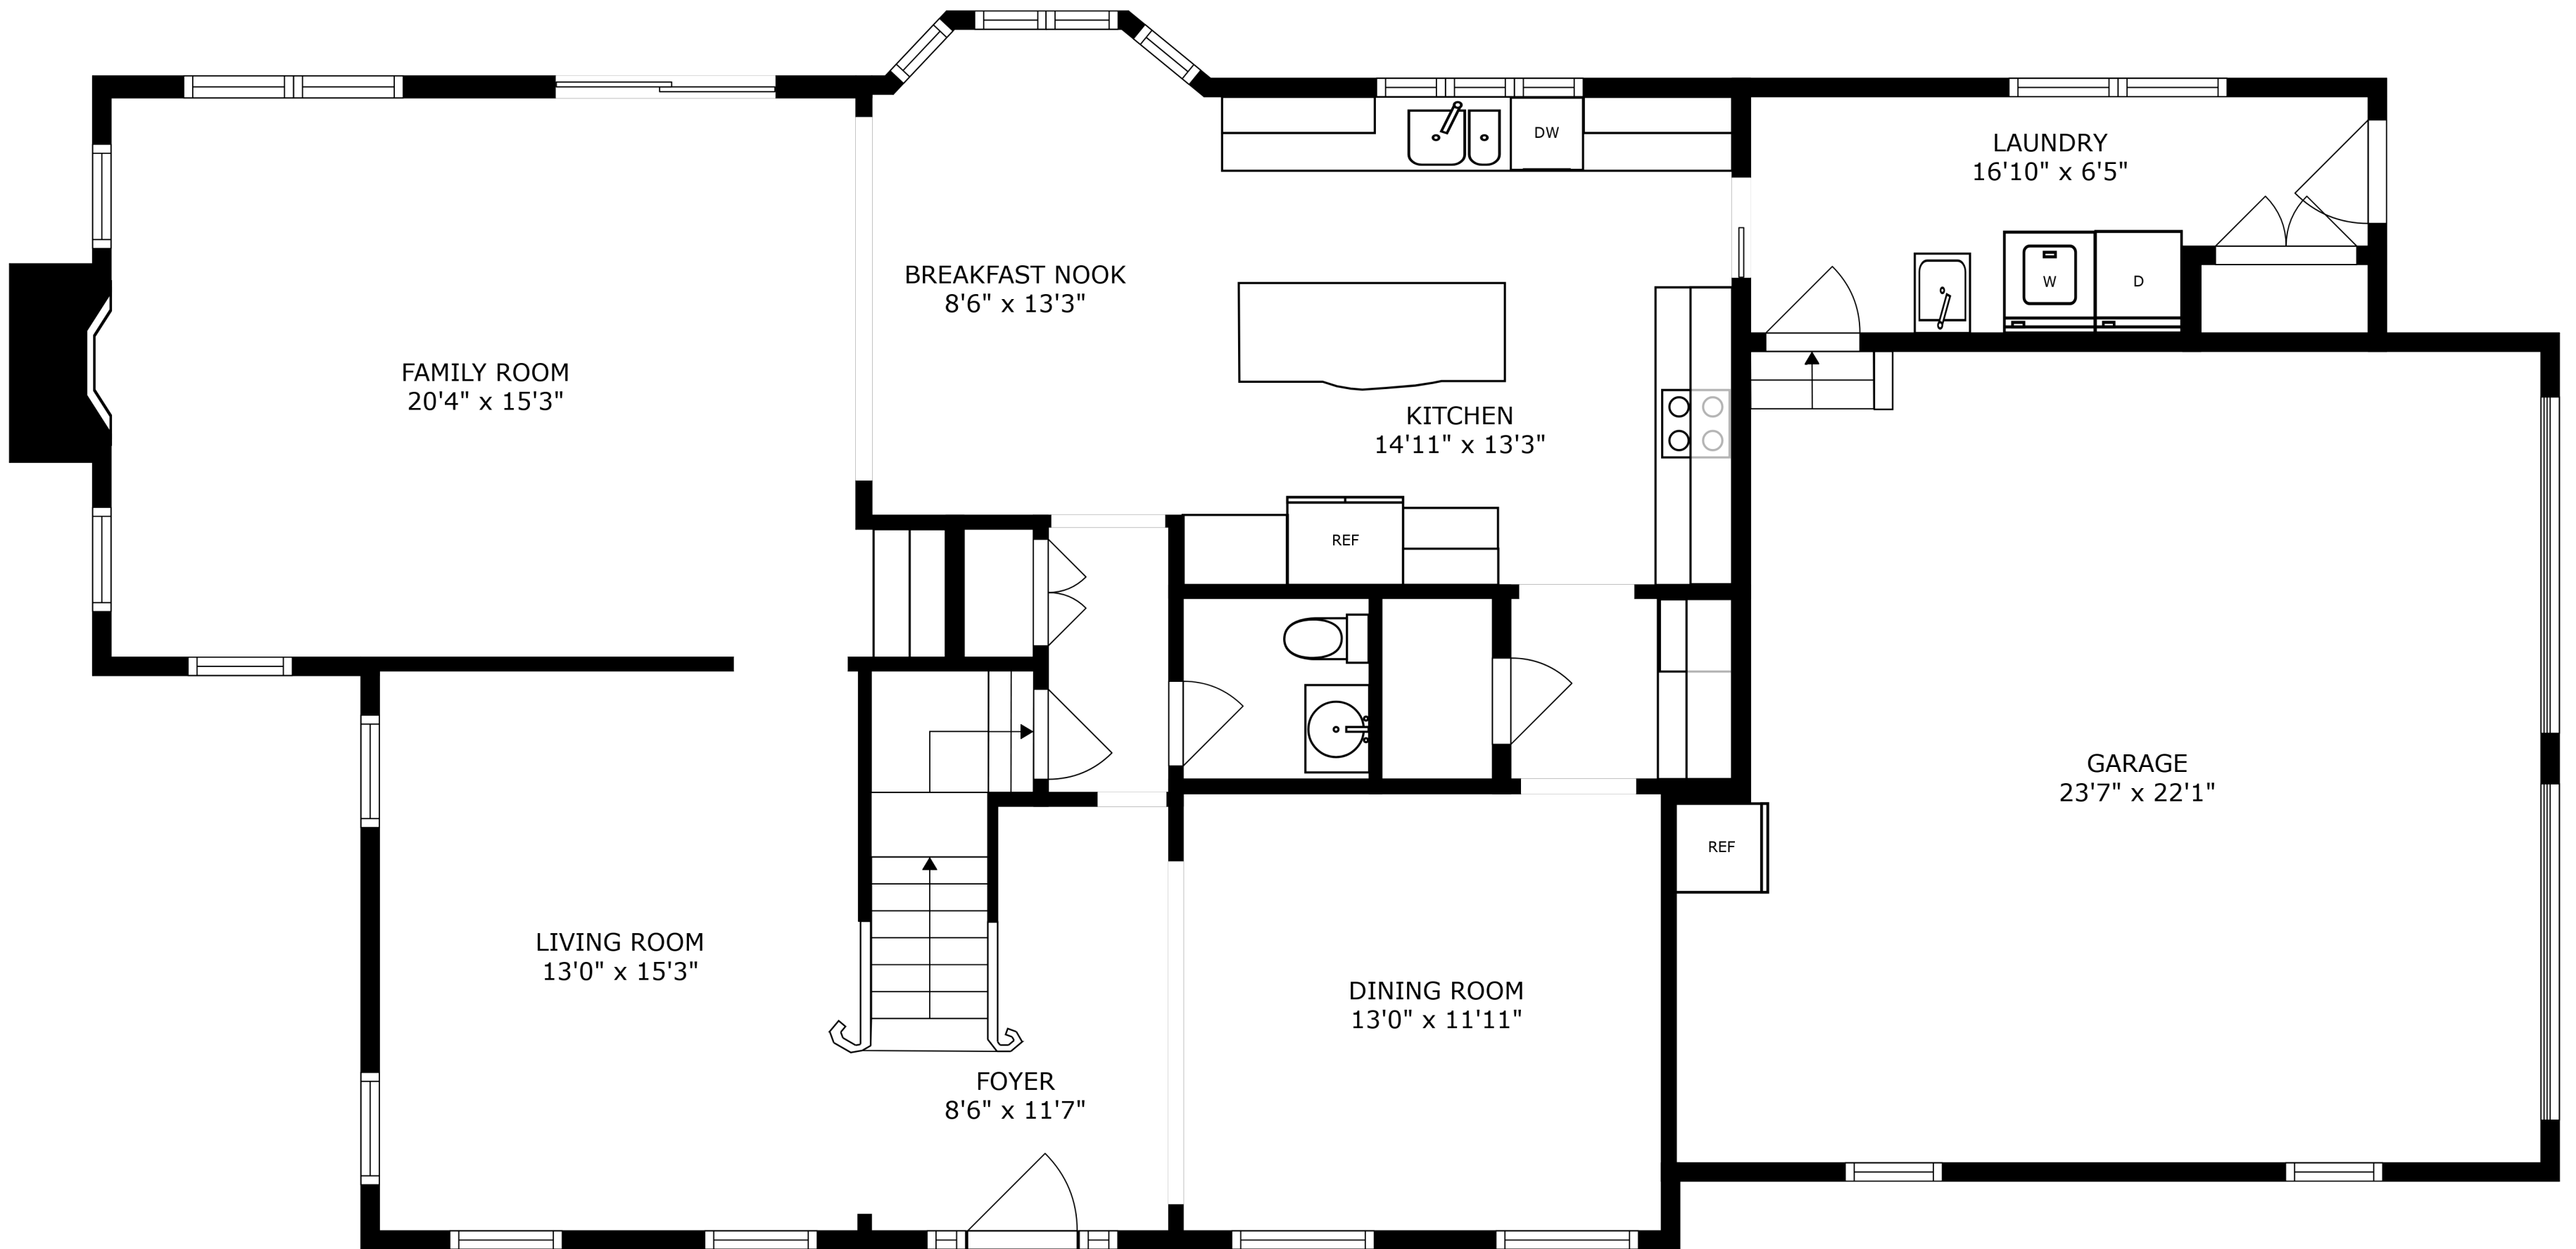 DW
LAUNDRY
16'10" x 6'5"
BREAKFAST NOOK
8'6" x 13'3"
W
D
FAMILY ROOM
20'4" x 15'3"
KITCHEN
14'11" x 13'3"
REF
GARAGE
23'7" x 22'1"
REF
LIVING ROOM
13'0" x 15'3"
DINING ROOM
13'0" x 11'11"
FOYER
8'6" x 11'7"